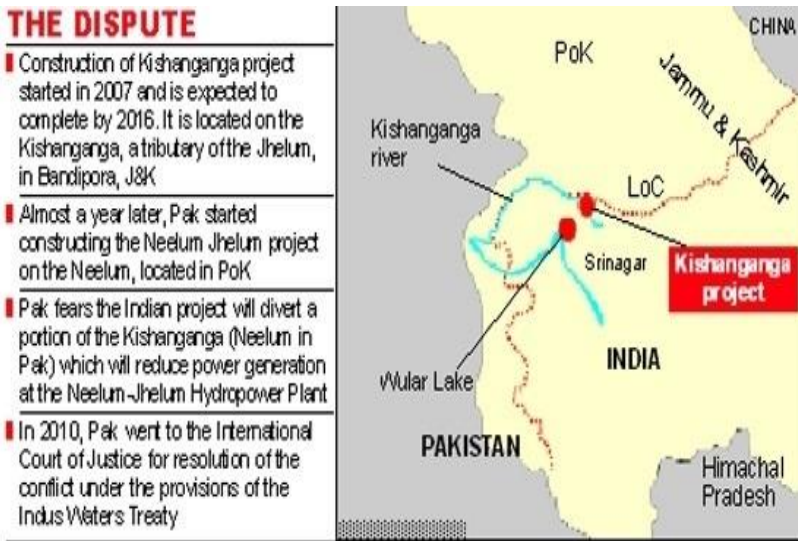 THE DISPUTE
Construction of Kishanganga project
started in 2007 and is expected to
complete by 2016. It is located on the
Kishanganga, a tributary of the Jhelum,
in Bandipora, J&K
Almost a year later, Pak started
constructing the Neelum Jhelum project
on the Neelum, located in PoK
Pak fears the Indian project will divert a
portion of the Kishanganga (Neelum in
Pak) which will reduce power generation
at the Neelum-Jhelum Hydropower Plant
In 2010, Pak went to the International
Court of Justice for resolution of the
conflict under the provisions of the
Indus Waters Treaty
CHINA
PoK
Jammu & Kashmir
Kishanganga
river
LoC
Srinagar
Kishanganga
project
INDIA
Wular Lake
PAKISTAN
Himachal
Pradesh